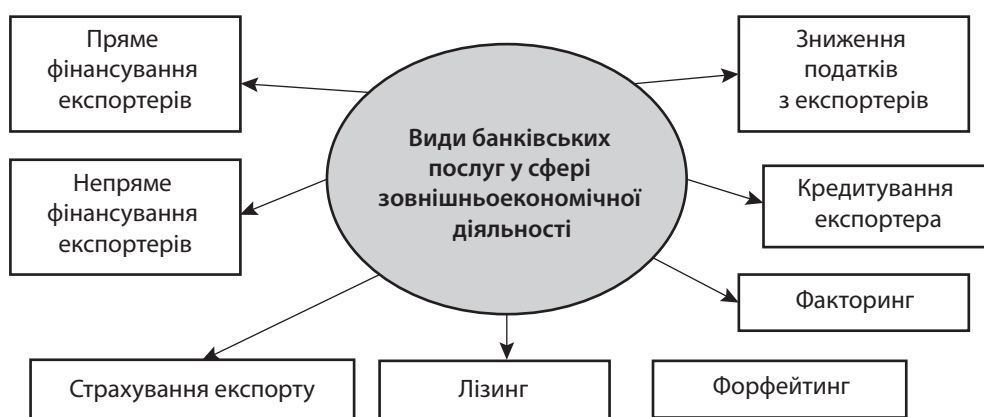 Пряме
фінансування
експортерів
Зниження
податків
з експортерів
Види банківських
послуг у сфері
зовнішньоекономічної
діяльності
Непряме
фінансування
експортерів
Кредитування
експортера
Факторинг
Страхування експорту
Лізинг
Форфейтинг